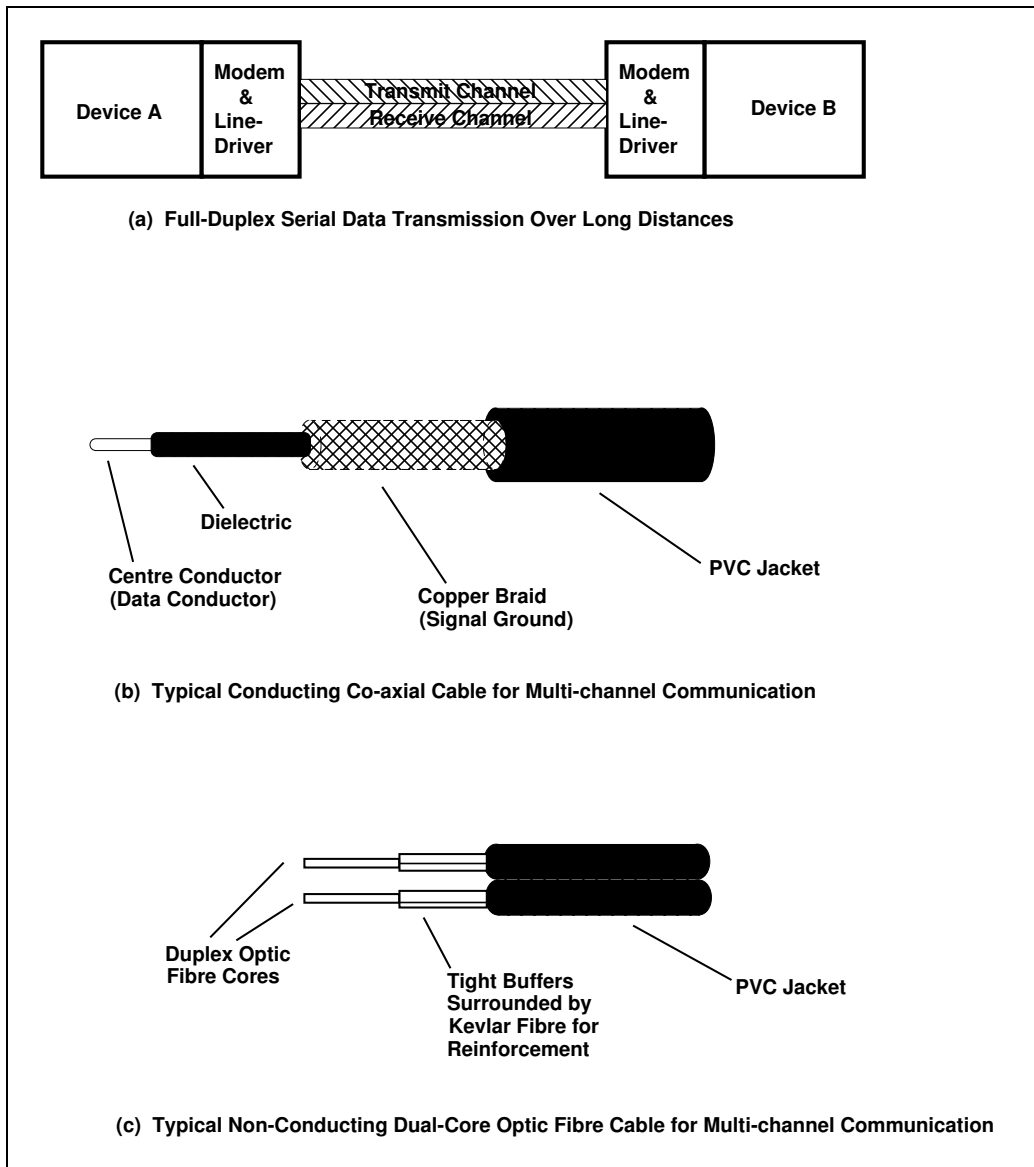 Device A
Modem
&
Line-
Driver
Transmit Channel
Receive Channel
Modem
&
Line-
Driver
Device B
(a) Full-Duplex Serial Data Transmission Over Long Distances
Dielectric
Centre Conductor
(Data Conductor)
Copper Braid
(Signal Ground)
PVC Jacket
(b) Typical Conducting Co-axial Cable for Multi-channel Communication
Duplex Optic
Fibre Cores
Tight Buffers
Surrounded by
Kevlar Fibre for
Reinforcement
PVC Jacket
(c) Typical Non-Conducting Dual-Core Optic Fibre Cable for Multi-channel Communication